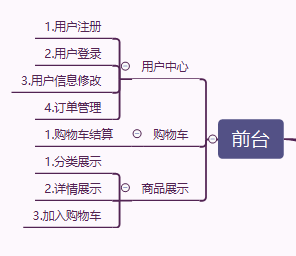 1.用户注册
2.用户登录
3.用户信息修改
4.订单管理
用户中心
1.购物车结算
购物车
前台
1.分类展示
2.详情展示
3.加入购物车
商品展示